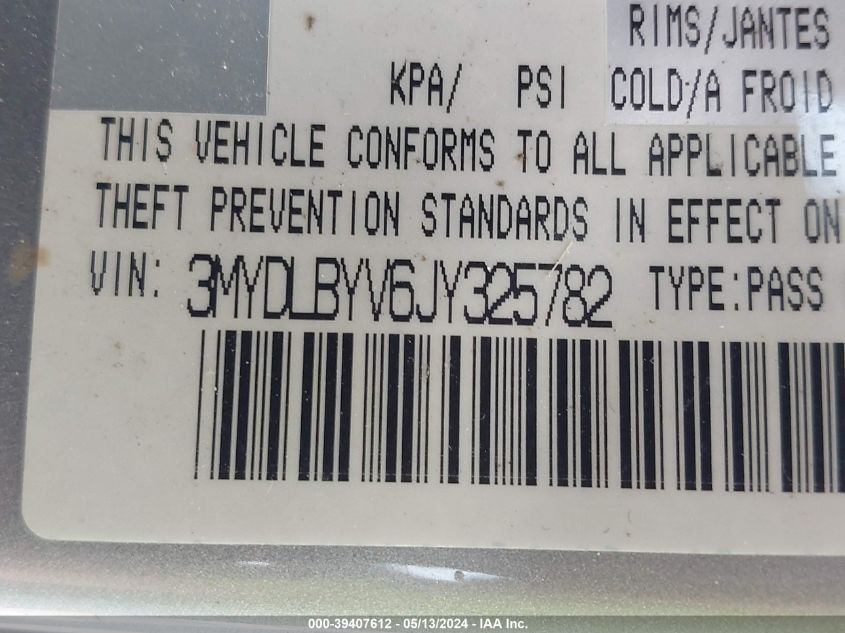 RIMS/JANTES
KPA/ PSI COLD/A FROID
THIS VEHICLE CONFORMS TO ALL APPLICABLE
THEFT PREVENTION STANDARDS IN EFFECT ON
VIN: 3MYDLBYV6JY325782 TYPE:PASS
000-39407612 - 05/13/2024 - IAA Inc.